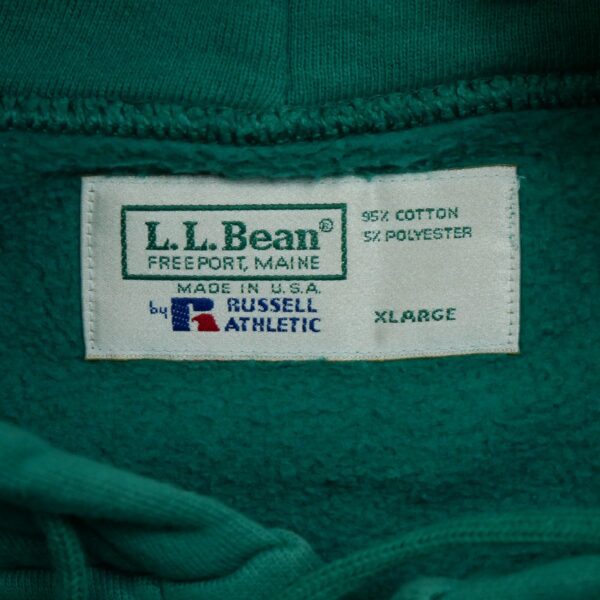 L.L.Bean®
FREEPORT, MAINE
MADE IN U.S.A.
by R RUSSELL
ATHLETIC
95% COTTON
5% POLYESTER
XLARGE